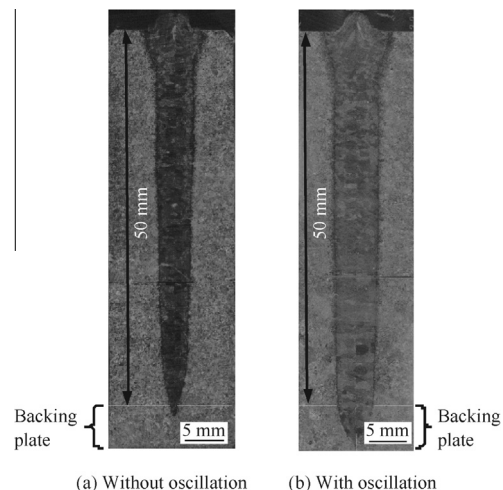 50 mm
50 mm
Backing
plate
5 mm
5 mm
Backing
plate
(a) Without oscillation
(b) With oscillation